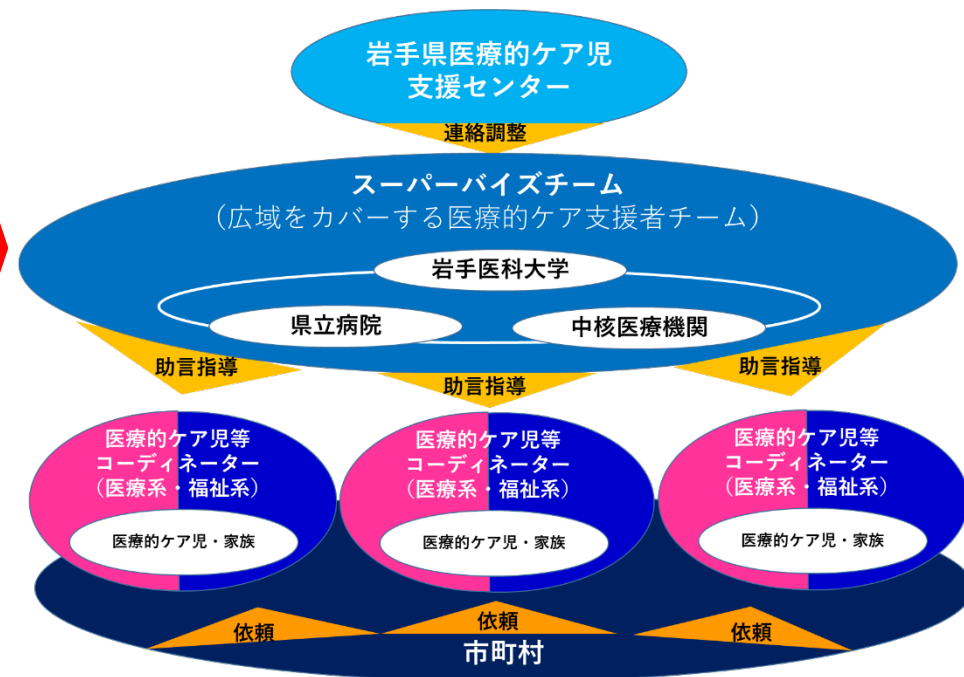 岩手県医療的ケア児
支援センター
連絡調整
スーパーバイズチーム
（広域をカバーする医療的ケア支援者チーム）
岩手医科大学
県立病院
中核医療機関
助言指導
助言指導
助言指導
医療的ケア児等
コーディネーター
（医療系・福祉系）
医療的ケア児・家族
医療的ケア児等
コーディネーター
（医療系・福祉系）
医療的ケア児・家族
医療的ケア児等
コーディネーター
（医療系・福祉系）
医療的ケア児・家族
依頼
依頼
依頼
市町村